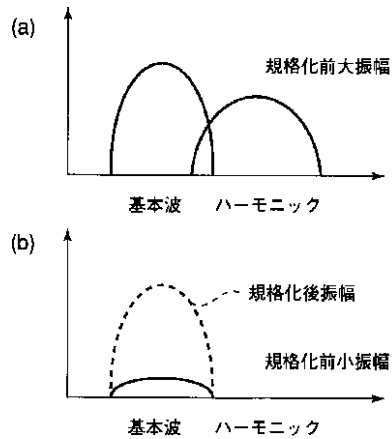 (a)
規格化前大振幅
基本波 ハーモニック
(b)
規格化後振幅
規格化前小振幅
基本波 ハーモニック